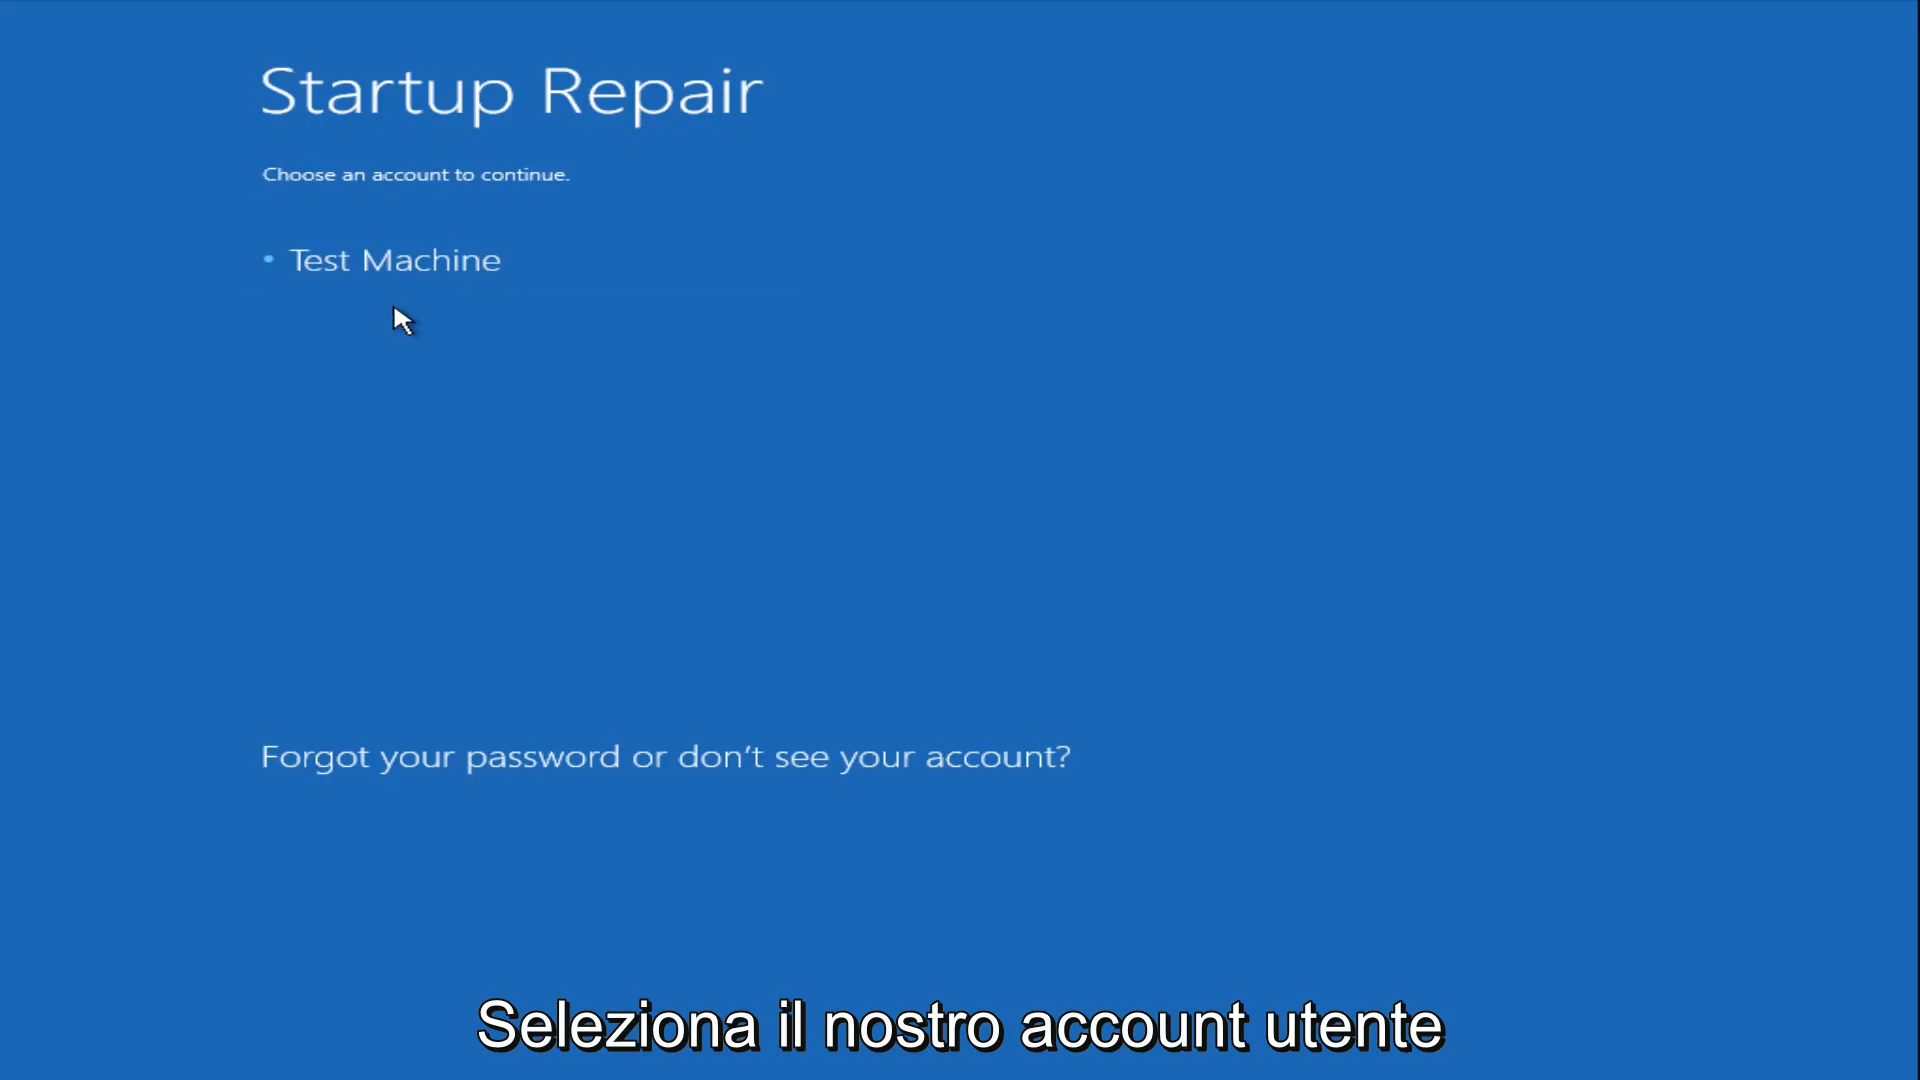 Startup Repair
Choose an account to continue.
Test Machine
Forgot your password or don't see your account?
Seleziona il nostro account utente